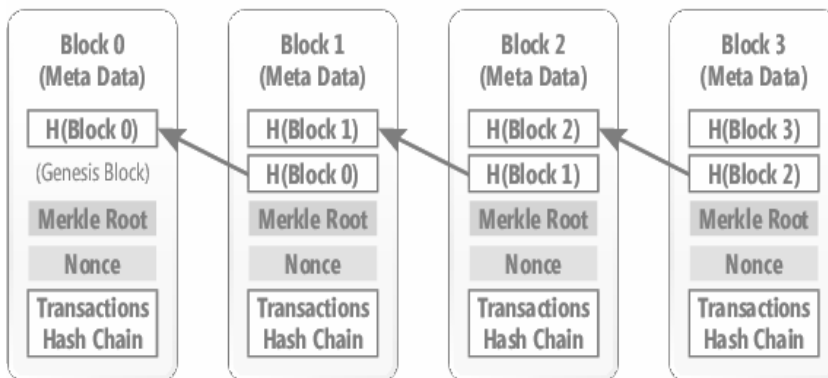 Block 0
(Meta Data)
H(Block 0)
(Genesis Block)
Merkle Root
Nonce
Transactions
Hash Chain
Block 1
(Meta Data)
H(Block 1)
H(Block 0)
Merkle Root
Nonce
Transactions
Hash Chain
Block 2
(Meta Data)
H(Block 2)
H(Block 1)
Merkle Root
Nonce
Transactions
Hash Chain
Block 3
(Meta Data)
H(Block 3)
H(Block 2)
Merkle Root
Nonce
Transactions
Hash Chain